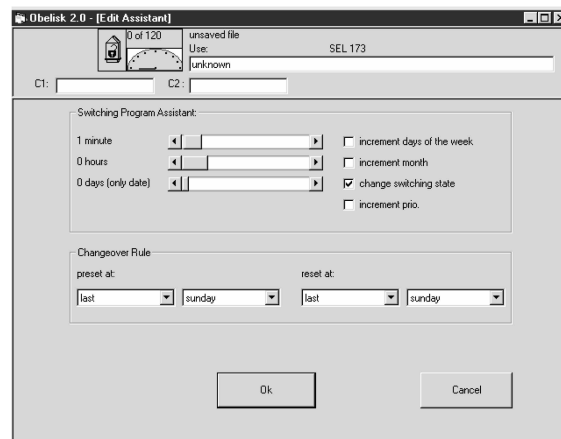 Obelisk 2.0 - [Edit Assistant]
0 of 120
unsaved file
Use:
SEL 173
unknown
C1:
C2:
Switching Program Assistant:
1 minute
increment days of the week
0 hours
increment month
0 days (only date)
change switching state
increment prio.
Changeover Rule
preset at:
reset at:
last
sunday
last
sunday
Ok
Cancel